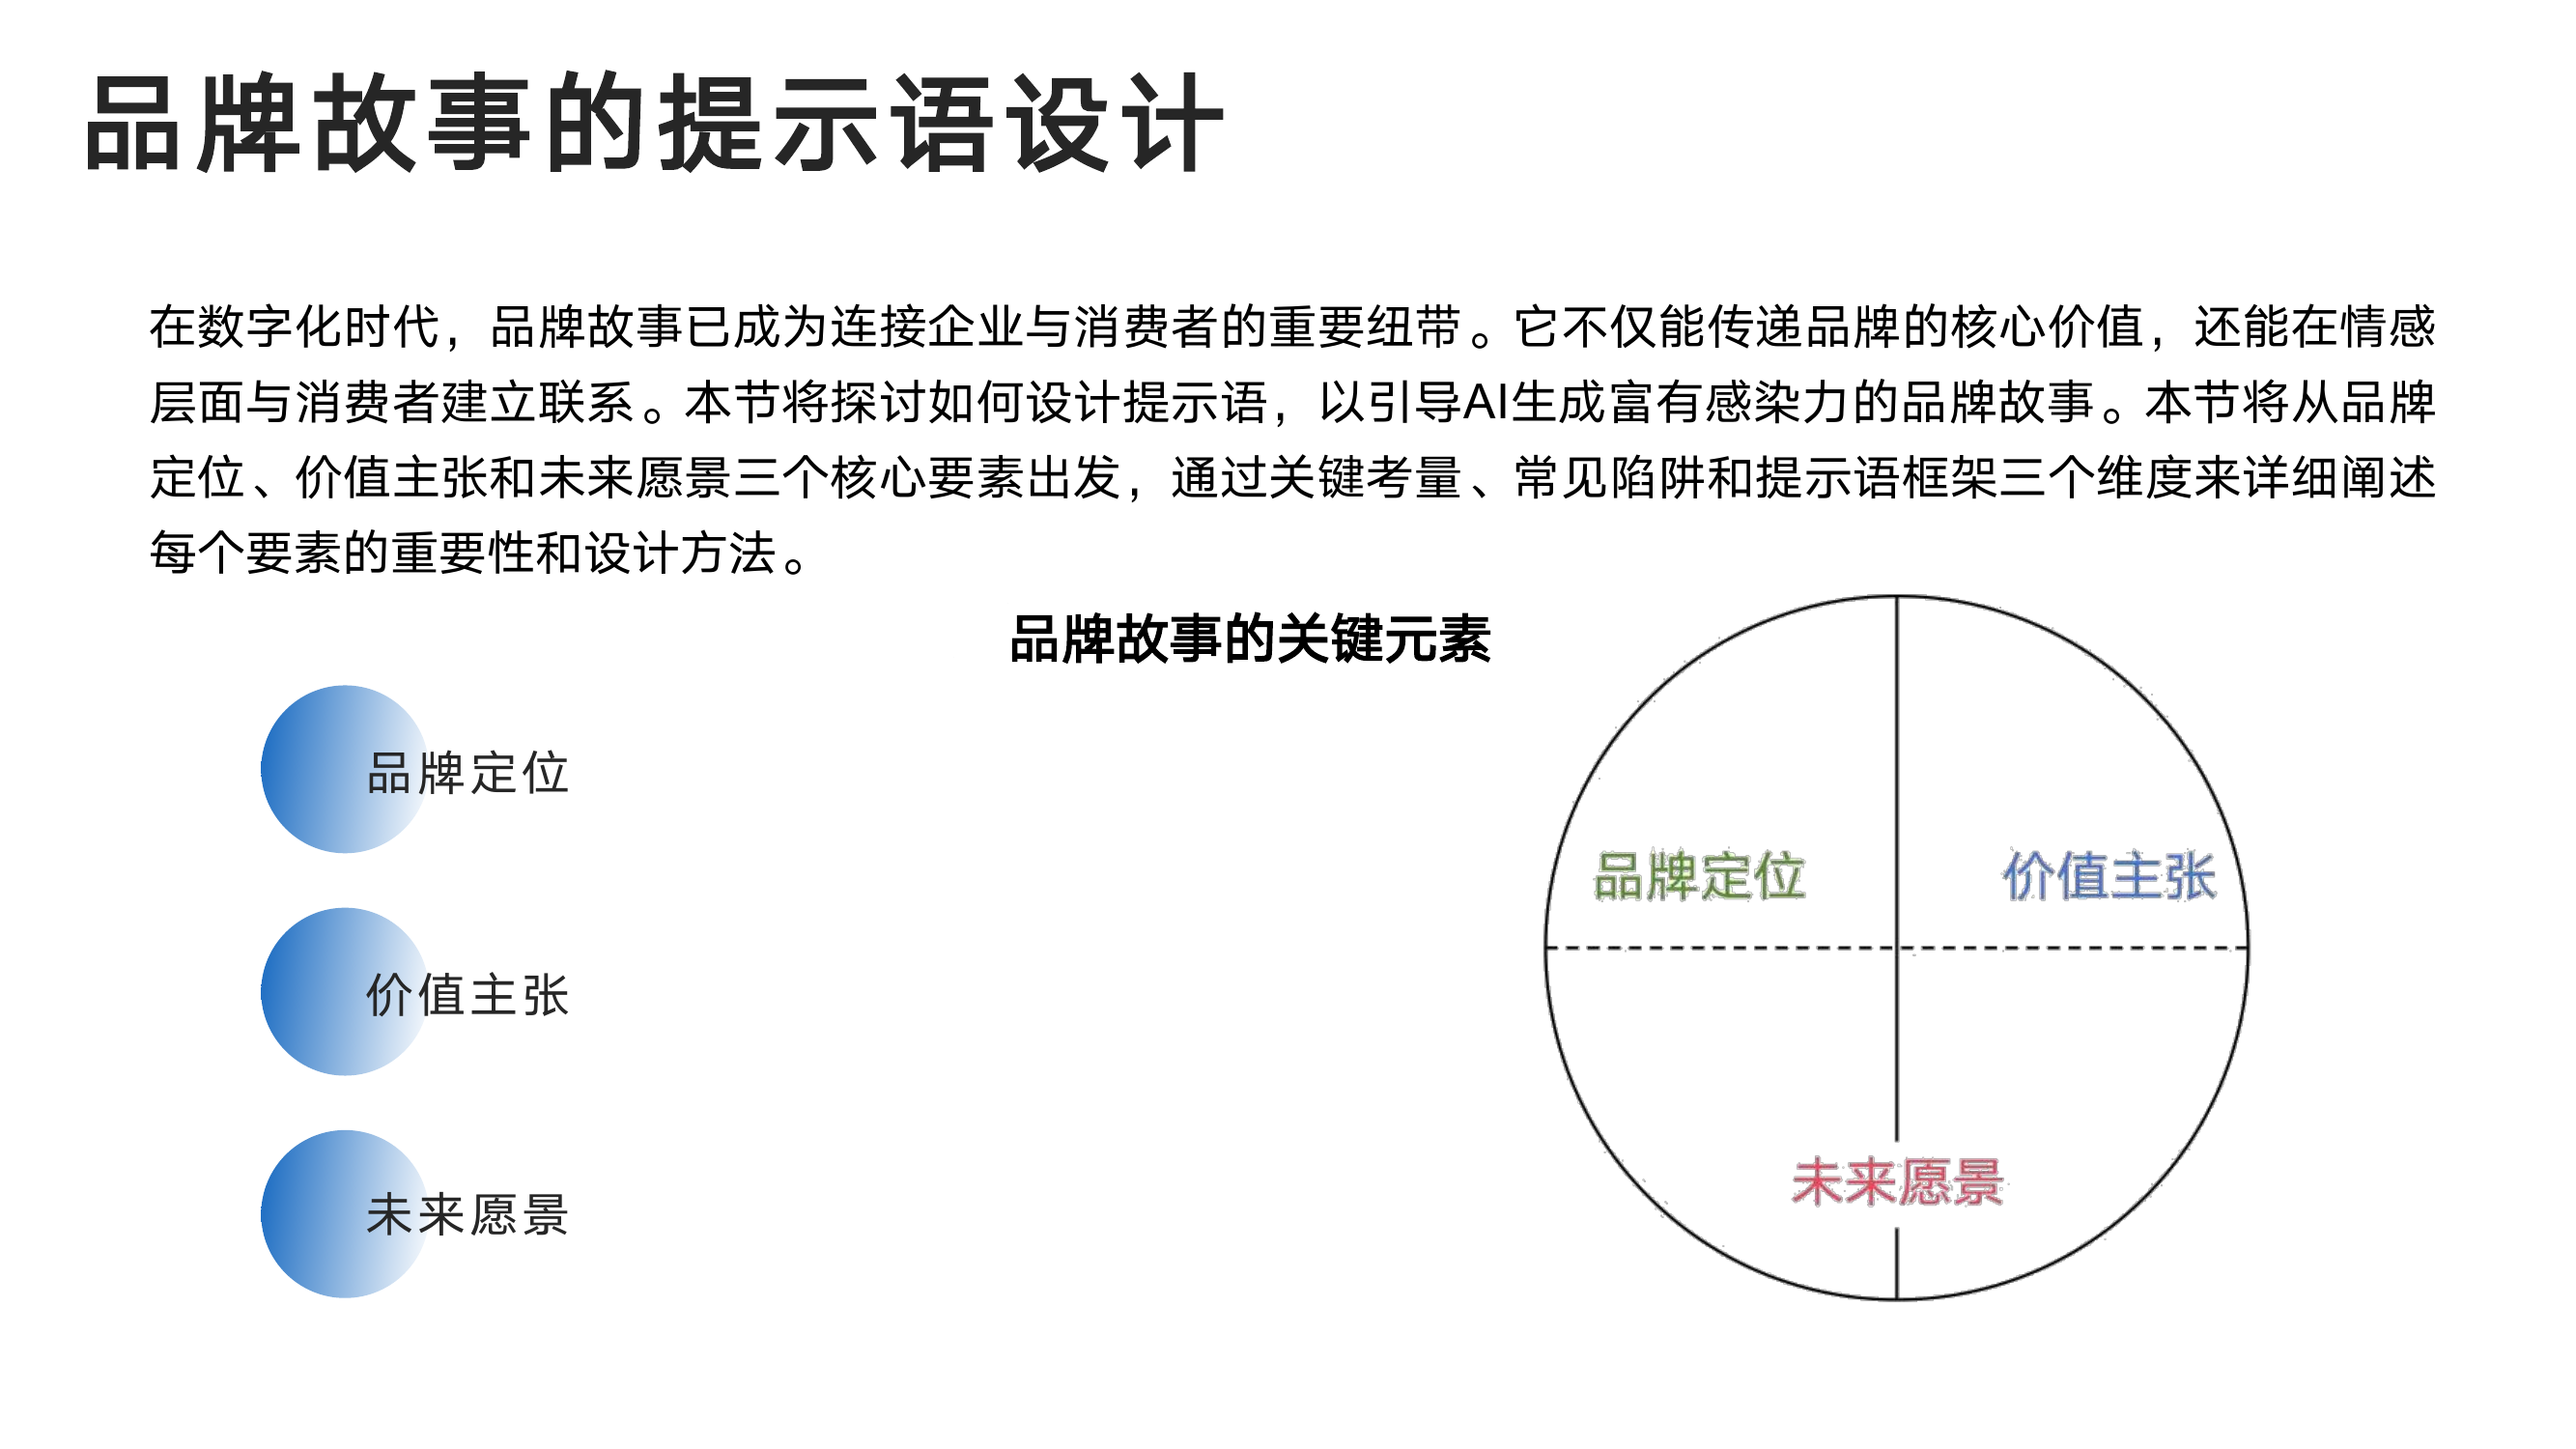 品牌故事的提示语设计
在数字化时代，品牌故事已成为连接企业与消费者的重要纽带。它不仅能传递品牌的核心价值，还能在情感
层面与消费者建立联系。本节将探讨如何设计提示语，以引导AI生成富有感染力的品牌故事。本节将从品牌
定位、价值主张和未来愿景三个核心要素出发，通过关键考量、常见陷阱和提示语框架三个维度来详细阐述
每个要素的重要性和设计方法。
品牌故事的关键元素
品牌定位
价值主张
未来愿景
品牌定位
价值主张
未来愿景